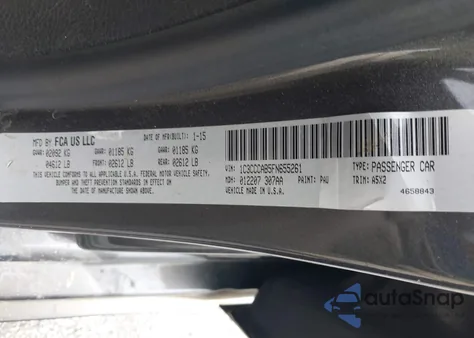 MFD BY FCA US LLC DATE OF MFG(BUILT): 1-15
GVWR: 02092 KG GAWR: 01185 KG GAWR: 01185 KG
04612 LB FRONT: 02612 LB REAR: 02612 LB
THIS VEHICLE CONFORMS TO ALL APPLICABLE U.S.A. FEDERAL MOTOR VEHICLE SAFETY,
BUMPER AND THEFT PREVENTION STANDARDS IN EFFECT ON THE DATE OF
MANUFACTURE SHOWN ABOVE.
VIN: 1C3CCCAB5FN655261 TYPE: PASSENGER CAR
MDH: 012207 307AA PAINT: PAU TRIM: A5X2
VEHICLE MADE IN U.S.A. 4658843
autoSnap